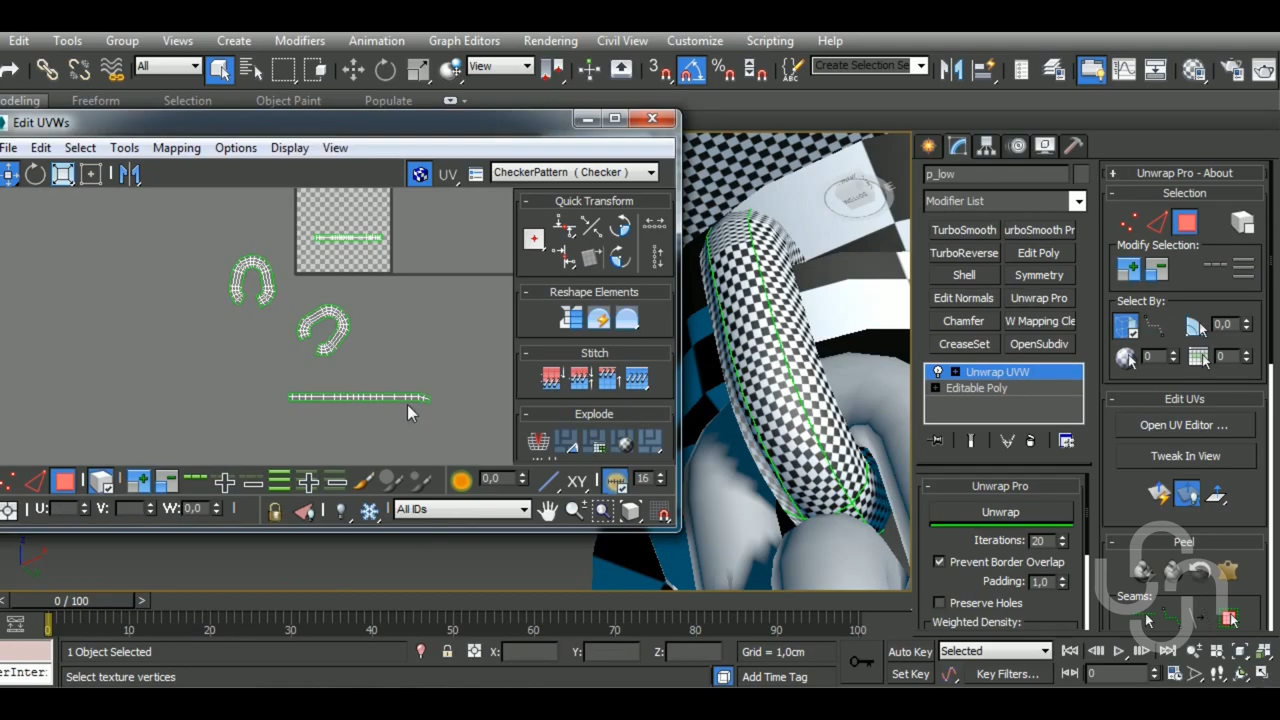 Edit Tools Group Views Create Modifiers Animation Graph Editors Rendering Civil View Customize Scripting Help
All View 3 Create Selection Se
odeling Freeform Selection Object Paint Populate
Edit UVWs
File Edit Select Tools Mapping Options Display View
UV CheckerPattern ( Checker )
Quick Transform
Reshape Elements
Stitch
Explode
0,0 XY 16
U: V: W: 0,0 All IDs
p_low
Modifier List
TurboSmooth urboSmooth Pr
TurboReverse Edit Poly
Shell Symmetry
Edit Normals Unwrap Pro
Chamfer W Mapping Cle
CreaseSet OpenSubdiv
Unwrap UVW
Editable Poly
Unwrap Pro
Unwrap
Iterations: 20
Prevent Border Overlap
Padding: 1,0
Preserve Holes
Weighted Density:
Unwrap Pro - About
Selection
Modify Selection:
Select By:
0,0
0 0
Edit UVs
Open UV Editor ...
Tweak In View
Peel
Seams:
0 / 100
0 10 20 30 40 50 60 70 80 90 100
1 Object Selected X: Y: Z: Grid = 1,0cm Auto Key Selected
erInter: Select texture vertices Add Time Tag Set Key Key Filters... 0